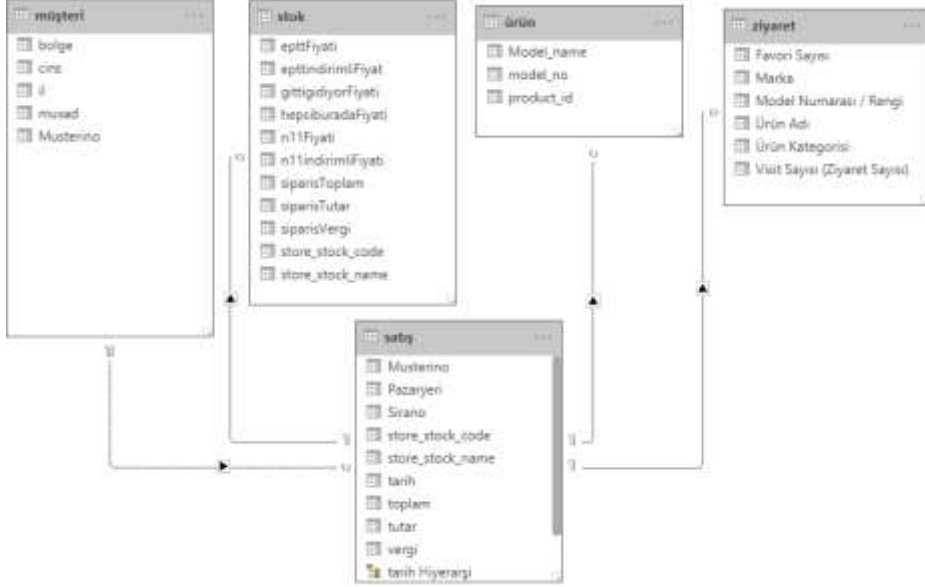 müşteri
bolge
cins
il
musad
Musterino
stok
epttFiyati
epttindirimliFiyat
gittigidiyorFiyati
hepsiburadaFiyati
n11Fiyati
n11indirimliFiyati
siparisToplam
siparisTutar
siparisVergi
store_stock_code
store_stock_name
ürün
Model_name
model_no
product_id
ziyaret
Favori Sayısı
Marka
Model Numarası / Rengi
Ürün Adı
Ürün Kategorisi
Visit Sayısı (Ziyaret Sayısı)
satış
Musterino
Pazaryeri
Sirano
store_stock_code
store_stock_name
tarih
toplam
tutar
vergi
tarih Hiyerarşi